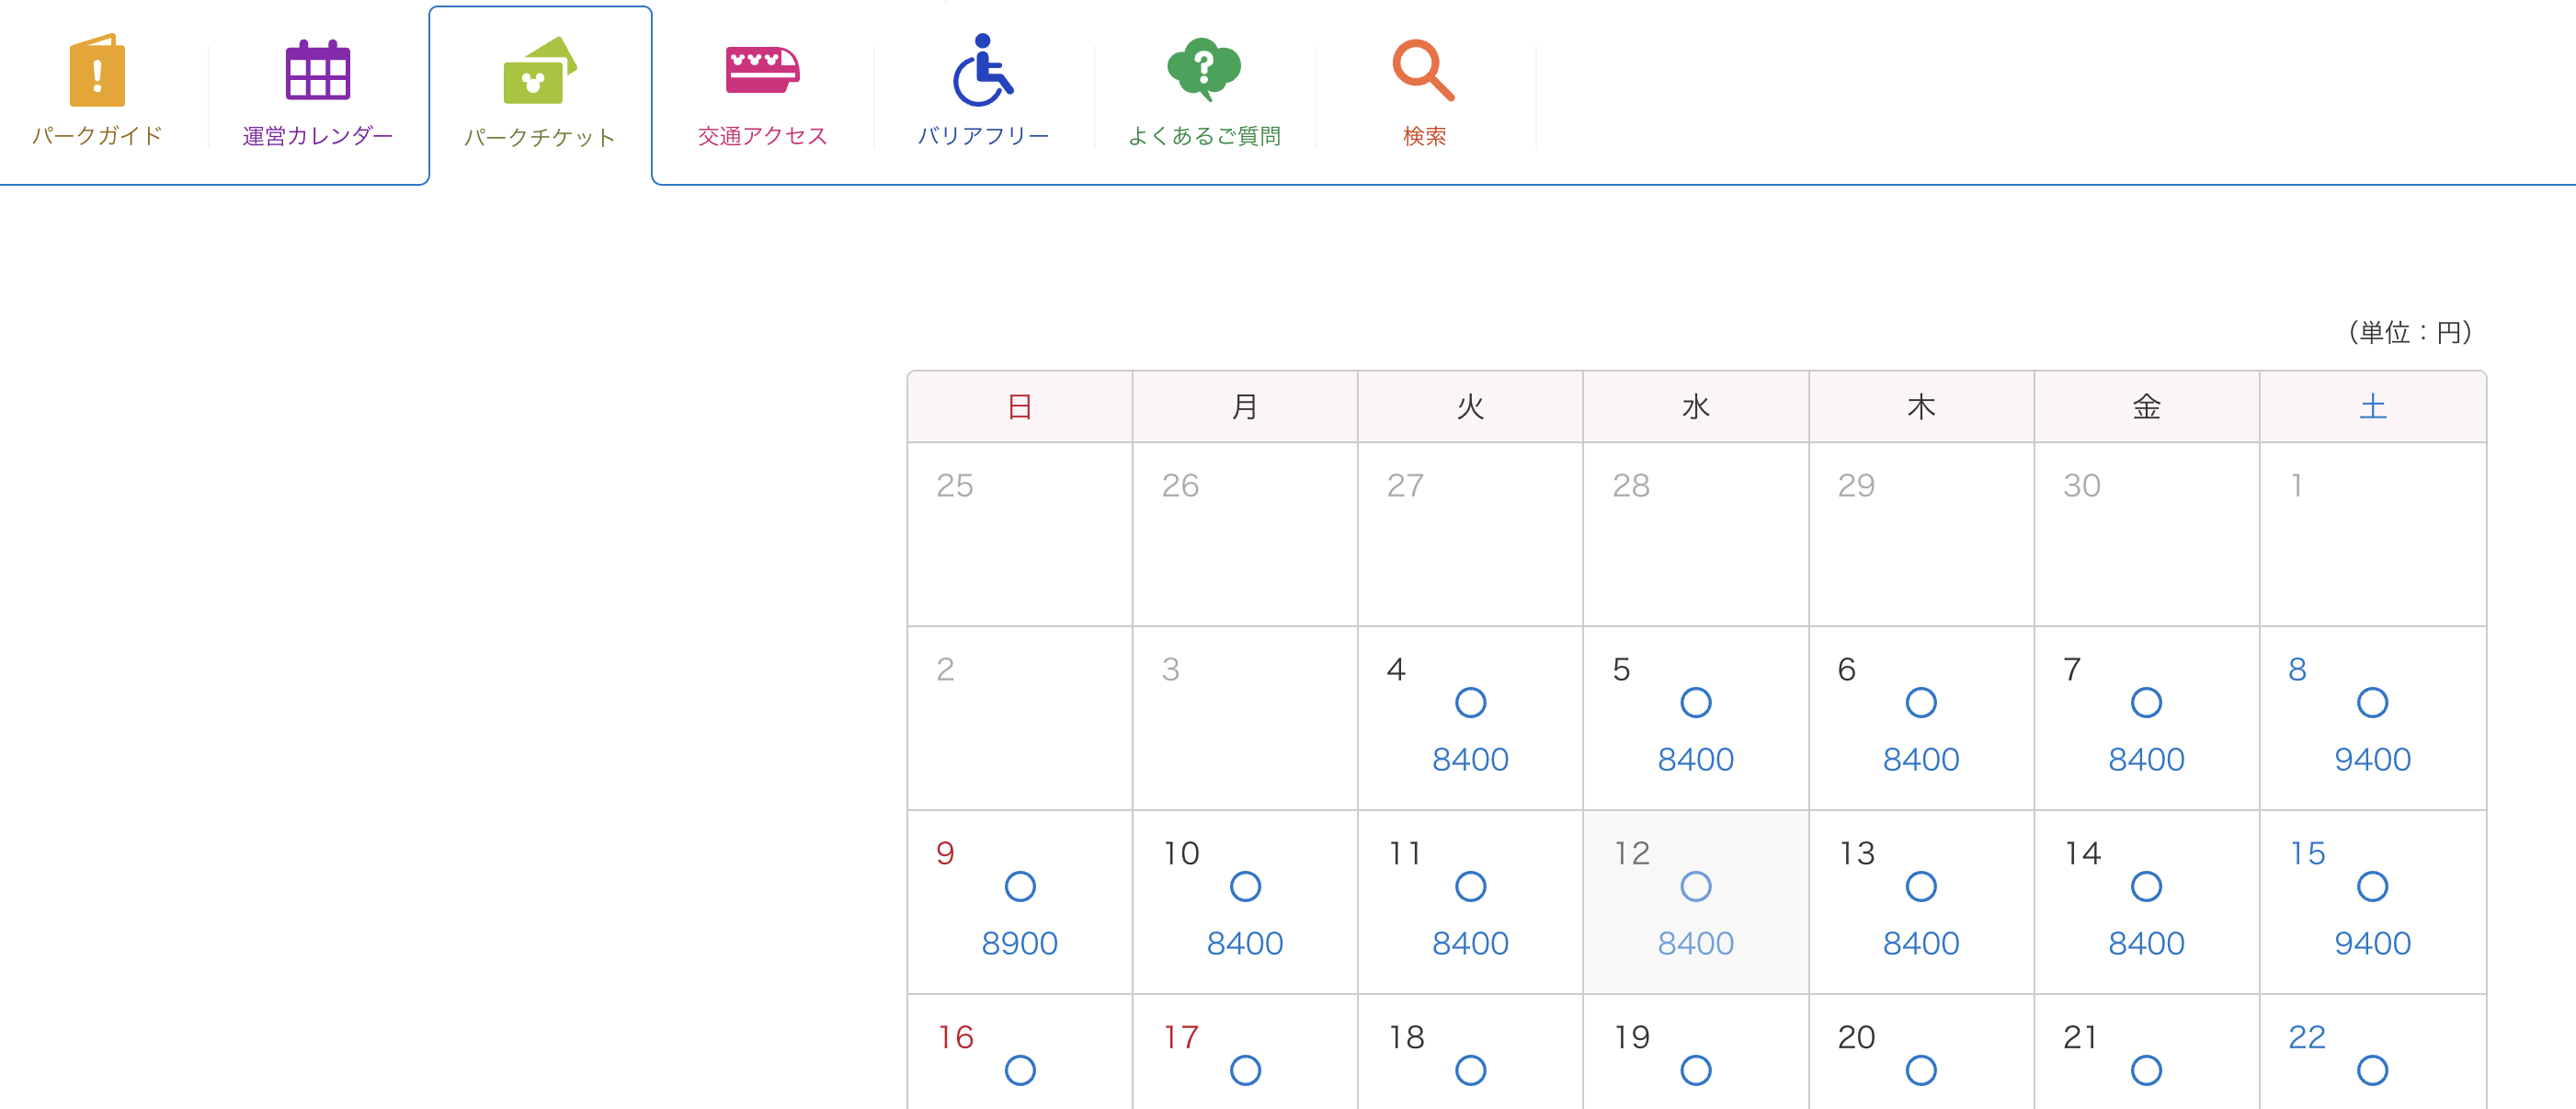 パークガイド 運営カレンダー パークチケット 交通アクセス バリアフリー よくあるご質問 検索
（単位：円）
日 月 火 水 木 金 土
25 26 27 28 29 30 1
2 3 4 5 6 7 8
8400 8400 8400 8400 9400
9 10 11 12 13 14 15
8900 8400 8400 8400 8400 8400 9400
16 17 18 19 20 21 22